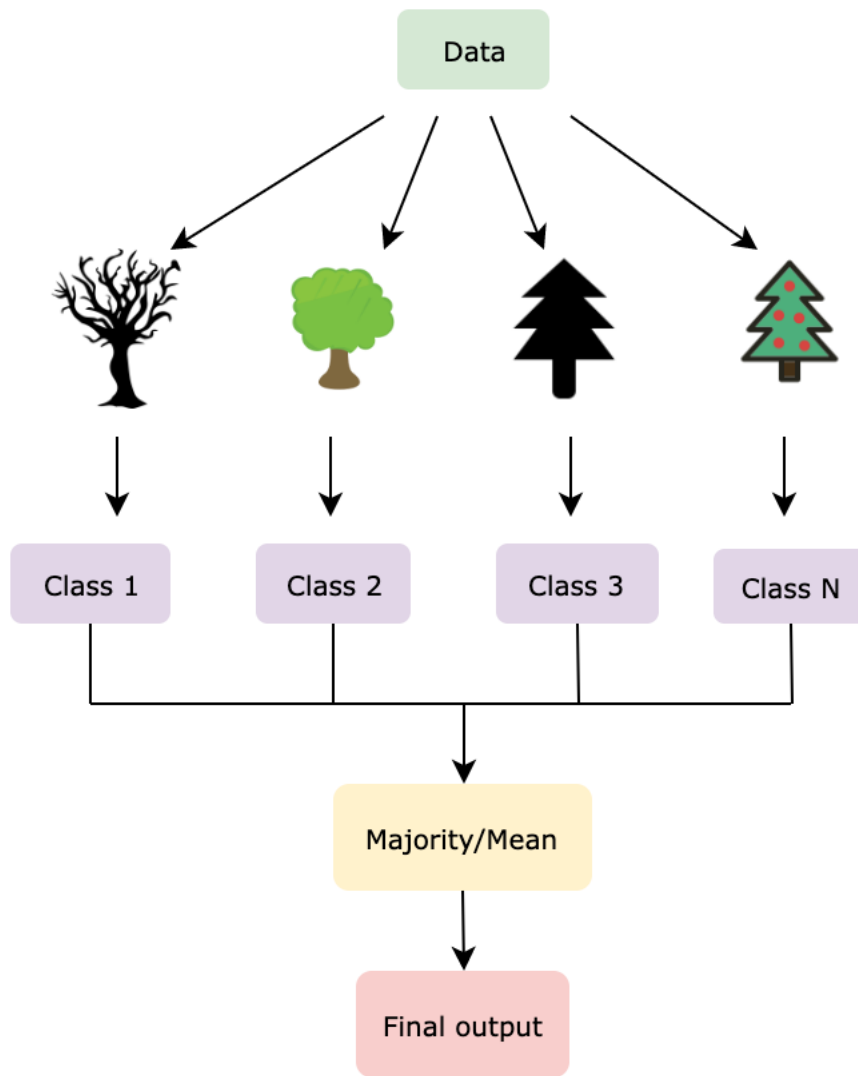 Data
Class 1
Class 2
Class 3
Class N
Majority/Mean
Final output